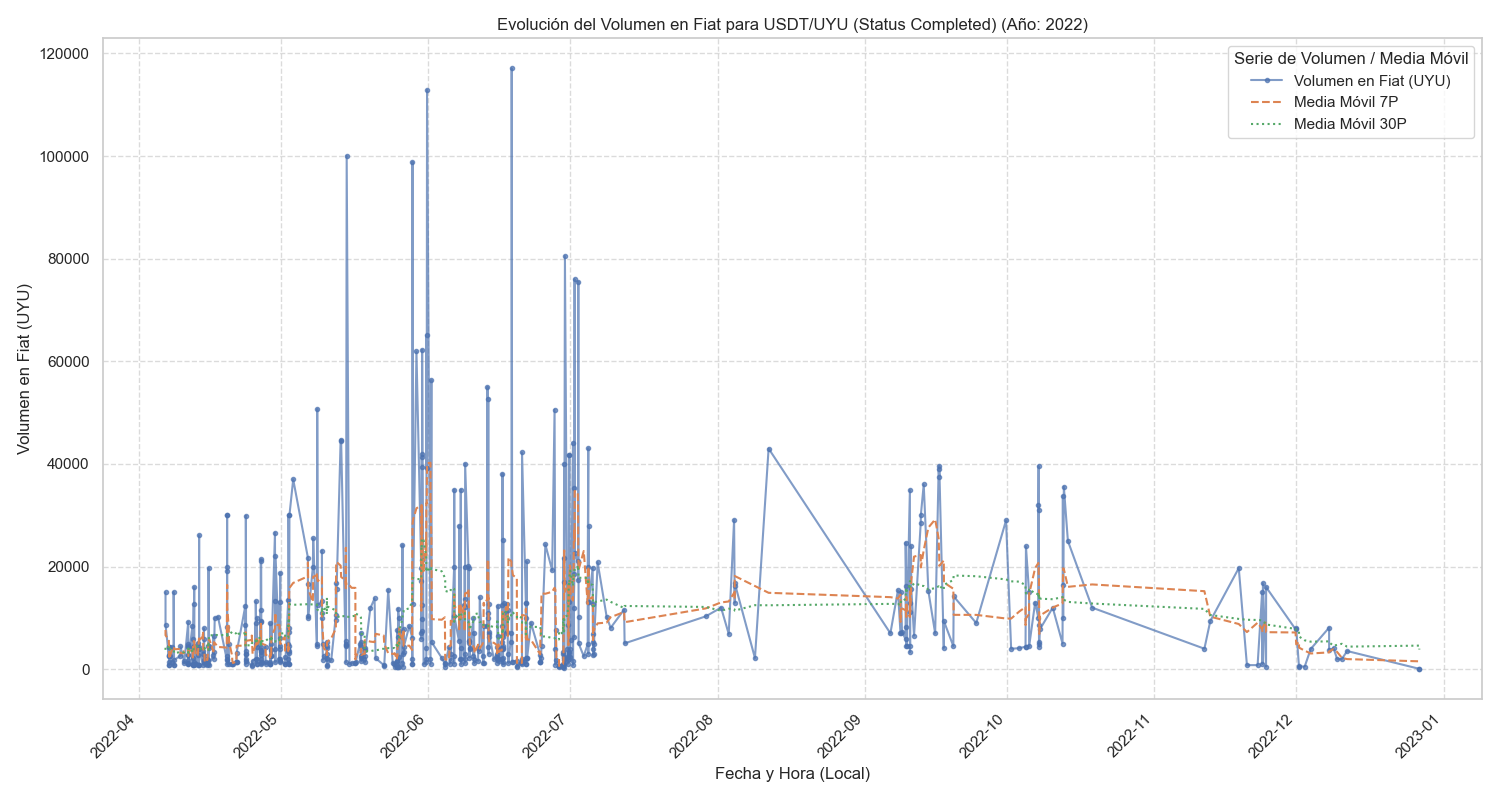 Evolución del Volumen en Fiat para USDT/UYU (Status Completed) (Año: 2022)
Serie de Volumen / Media Móvil
Volumen en Fiat (UYU)
Media Móvil 7P
Media Móvil 30P
Volumen en Fiat (UYU)
120000
100000
80000
60000
40000
20000
0
2022-04
2022-05
2022-06
2022-07
2022-08
2022-09
2022-10
2022-11
2022-12
2023-01
Fecha y Hora (Local)